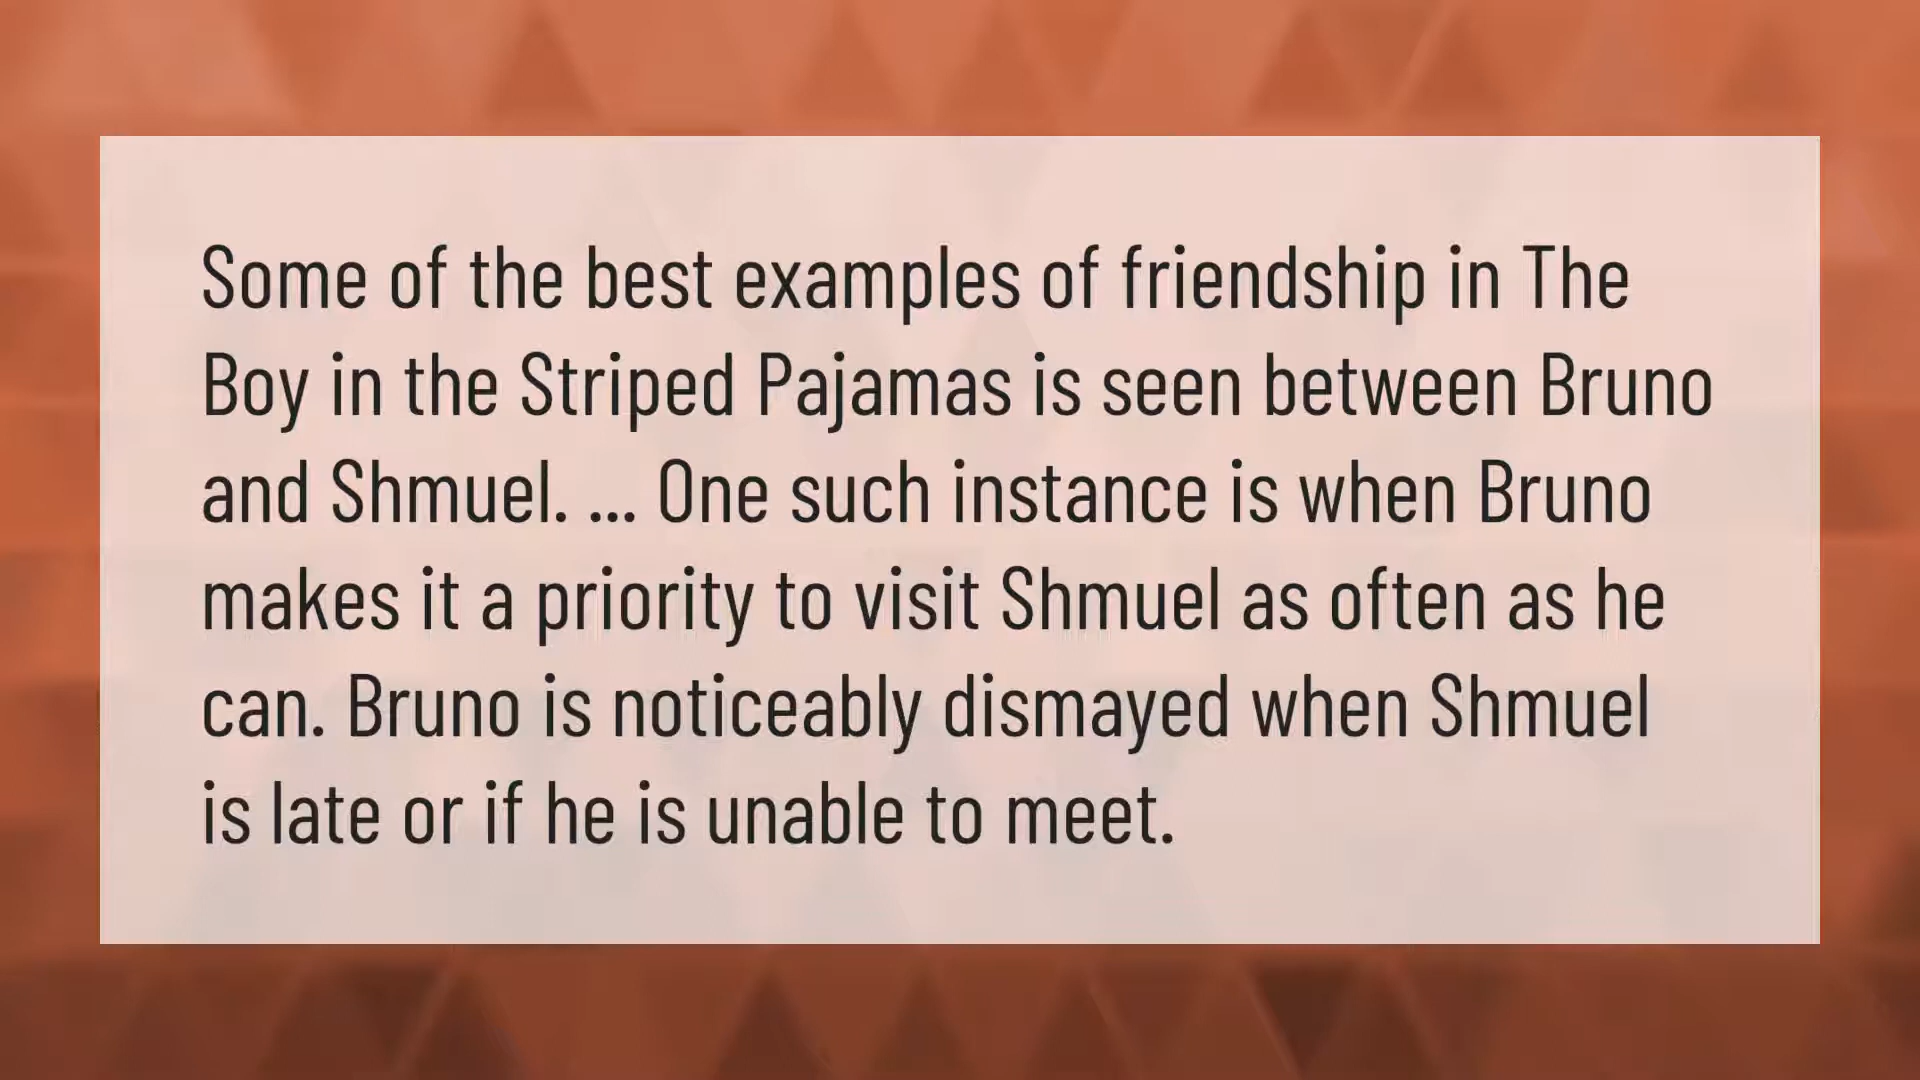 Some of the best examples of friendship in The
Boy in the Striped Pajamas is seen between Bruno
and Shmuel. ... One such instance is when Bruno
makes it a priority to visit Shmuel as often as he
can. Bruno is noticeably dismayed when Shmuel
is late or if he is unable to meet.